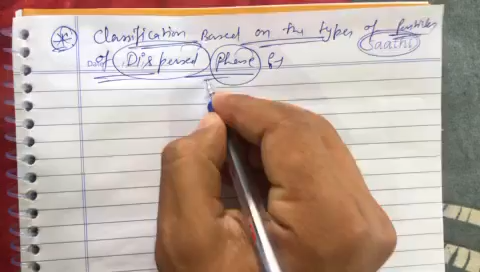 Classification Based on the types of Particles
of Dispersed phase
Saathi